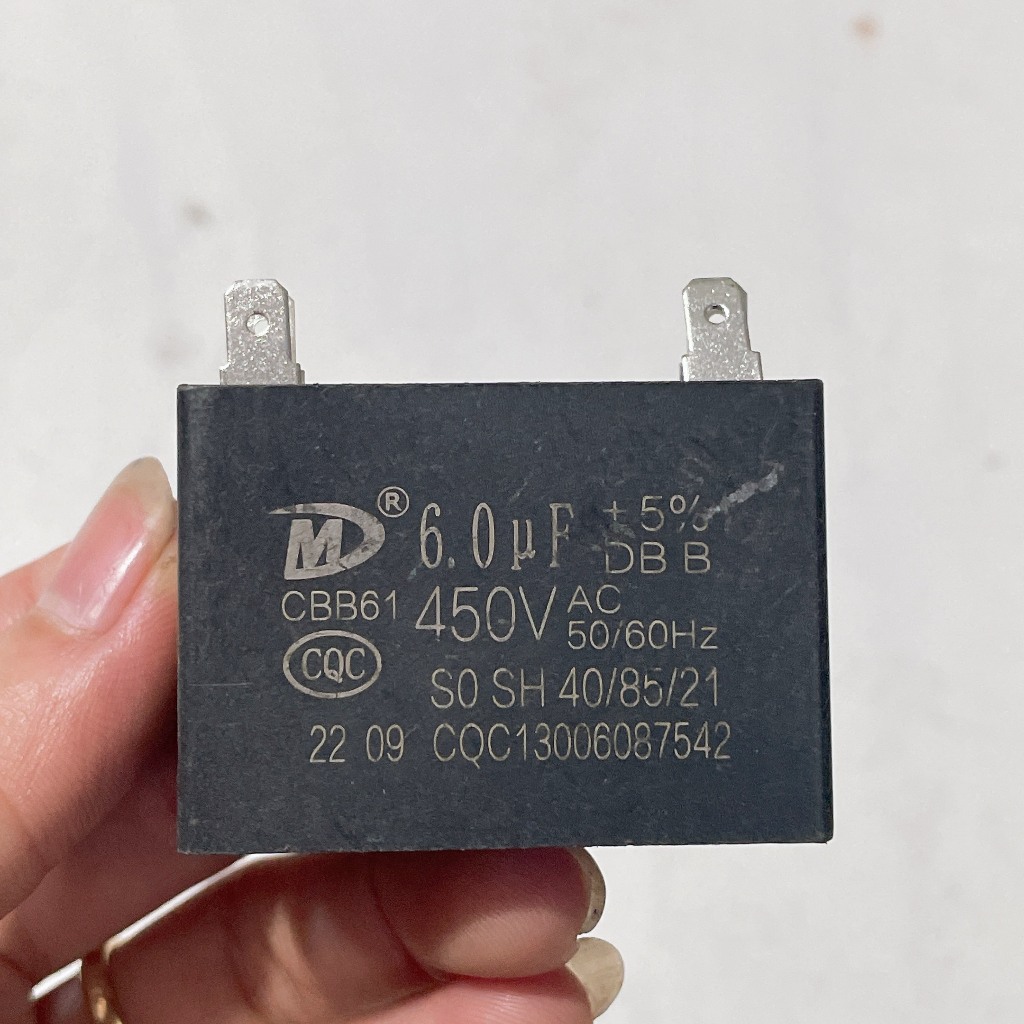 MD® 6.0μF ±5%
DB B
CBB61 450V AC
50/60Hz
CQC
S0 SH 40/85/21
22 09 CQC13006087542